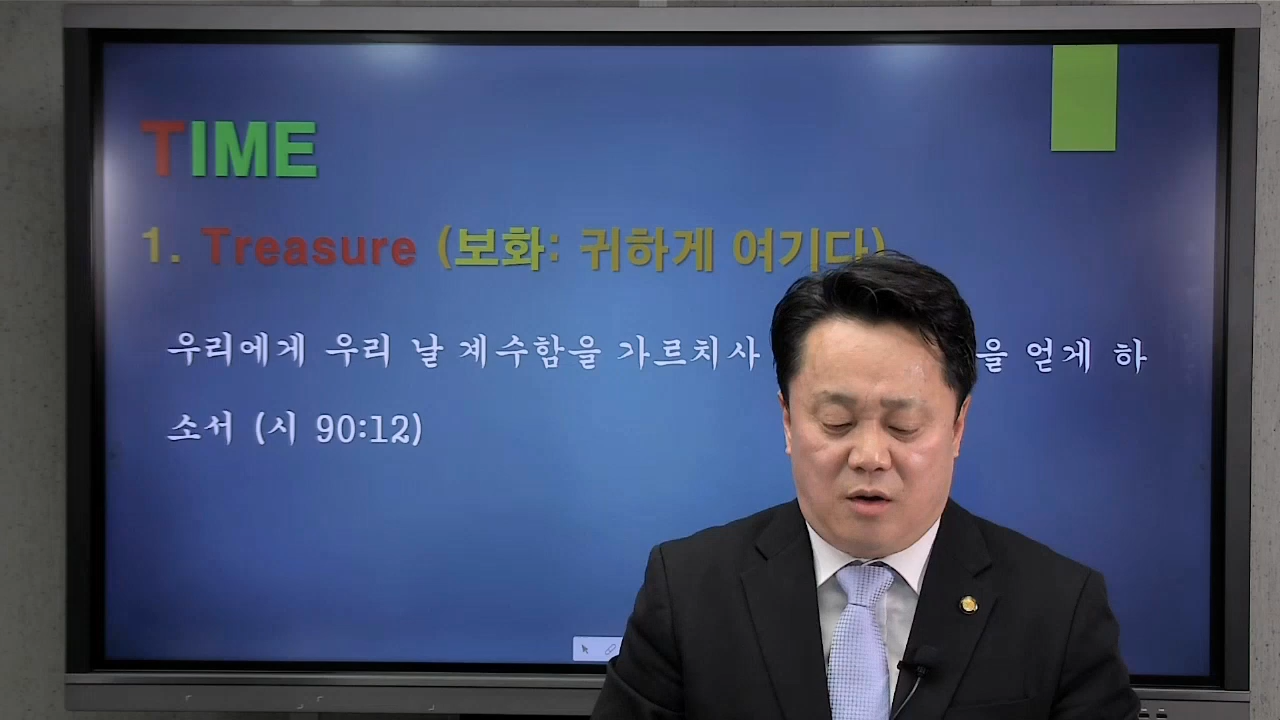 TIME
1. Treasure (보화: 귀하게 여기다)
우리에게 우리 날 계수함을 가르치사 을 얻게 하
소서 (시 90:12)